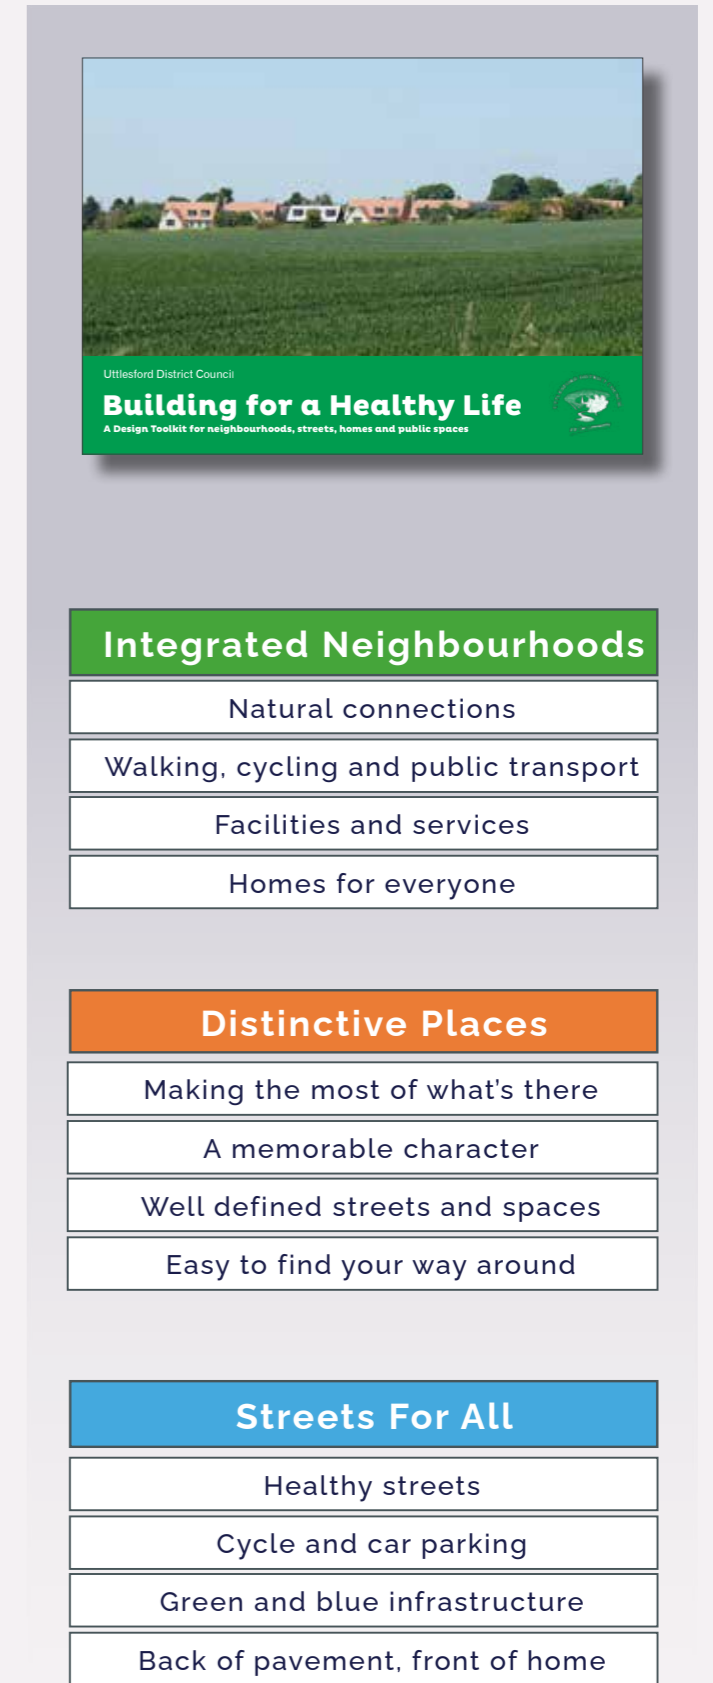 Uttlesford District Council
Building for a Healthy Life
A Design Toolkit for neighbourhoods, streets, homes and public spaces
Integrated Neighbourhoods
Natural connections
Walking, cycling and public transport
Facilities and services
Homes for everyone
Distinctive Places
Making the most of what's there
A memorable character
Well defined streets and spaces
Easy to find your way around
Streets For All
Healthy streets
Cycle and car parking
Green and blue infrastructure
Back of pavement, front of home